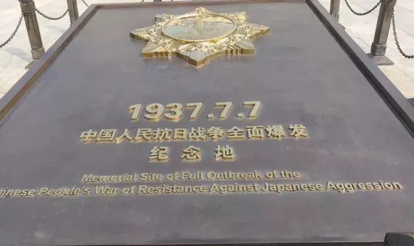 1937.7.7
中国人民抗日战争全面爆发
纪念地
Memorial Site of Full Outbreak of the
inese People's War of Resistance Against Japanese Aggression